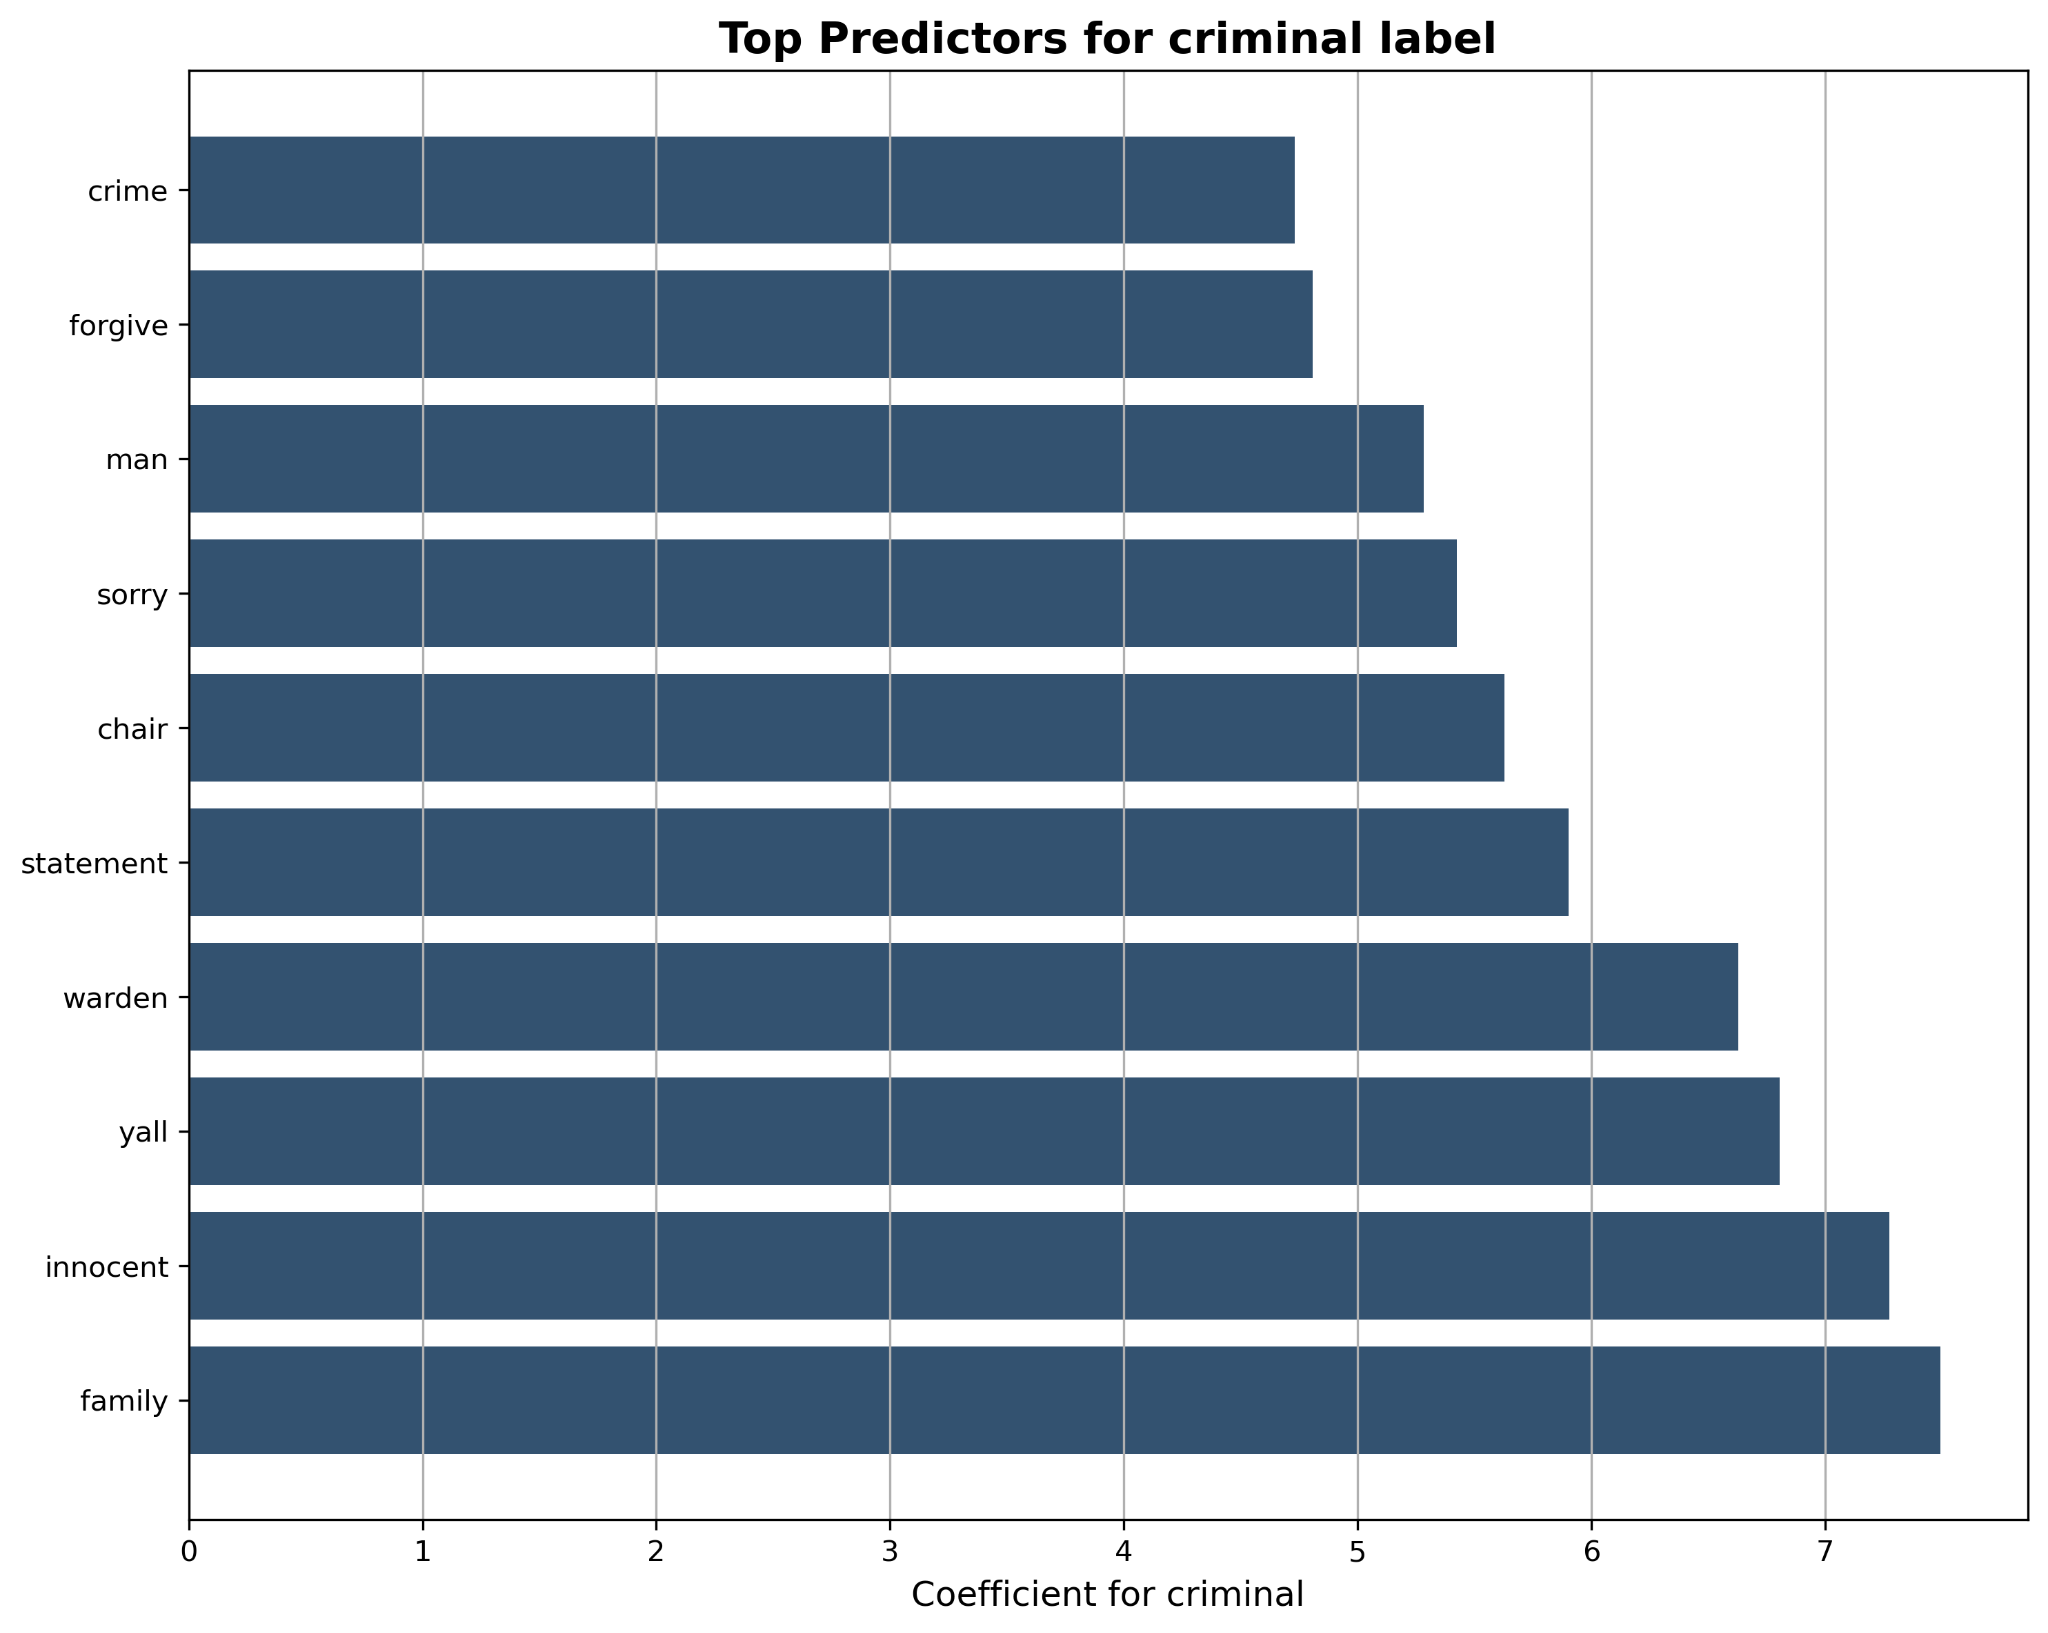 Top Predictors for criminal label
crime
forgive
man
sorry
chair
statement
warden
yall
innocent
family
0 1 2 3 4 5 6 7
Coefficient for criminal